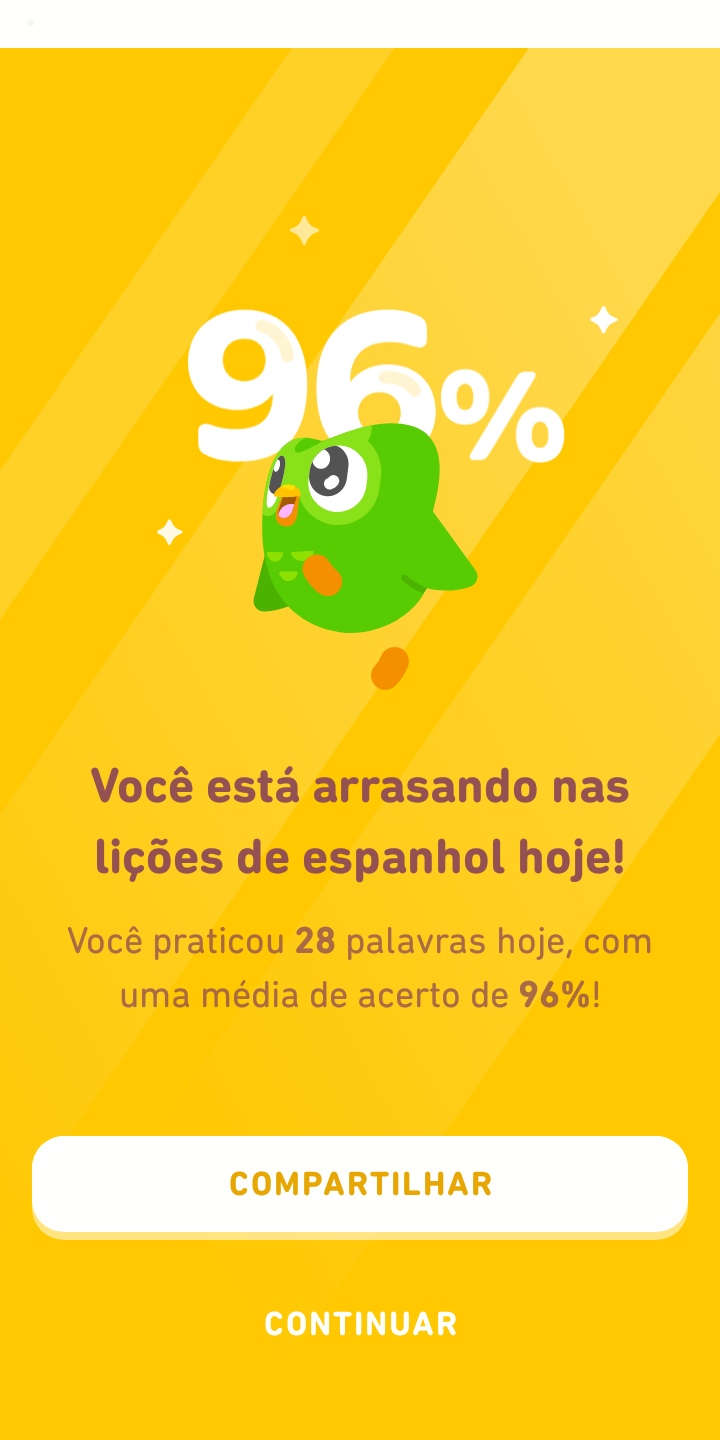 96%
Você está arrasando nas
lições de espanhol hoje!
Você praticou 28 palavras hoje, com
uma média de acerto de 96%!
COMPARTILHAR
CONTINUAR